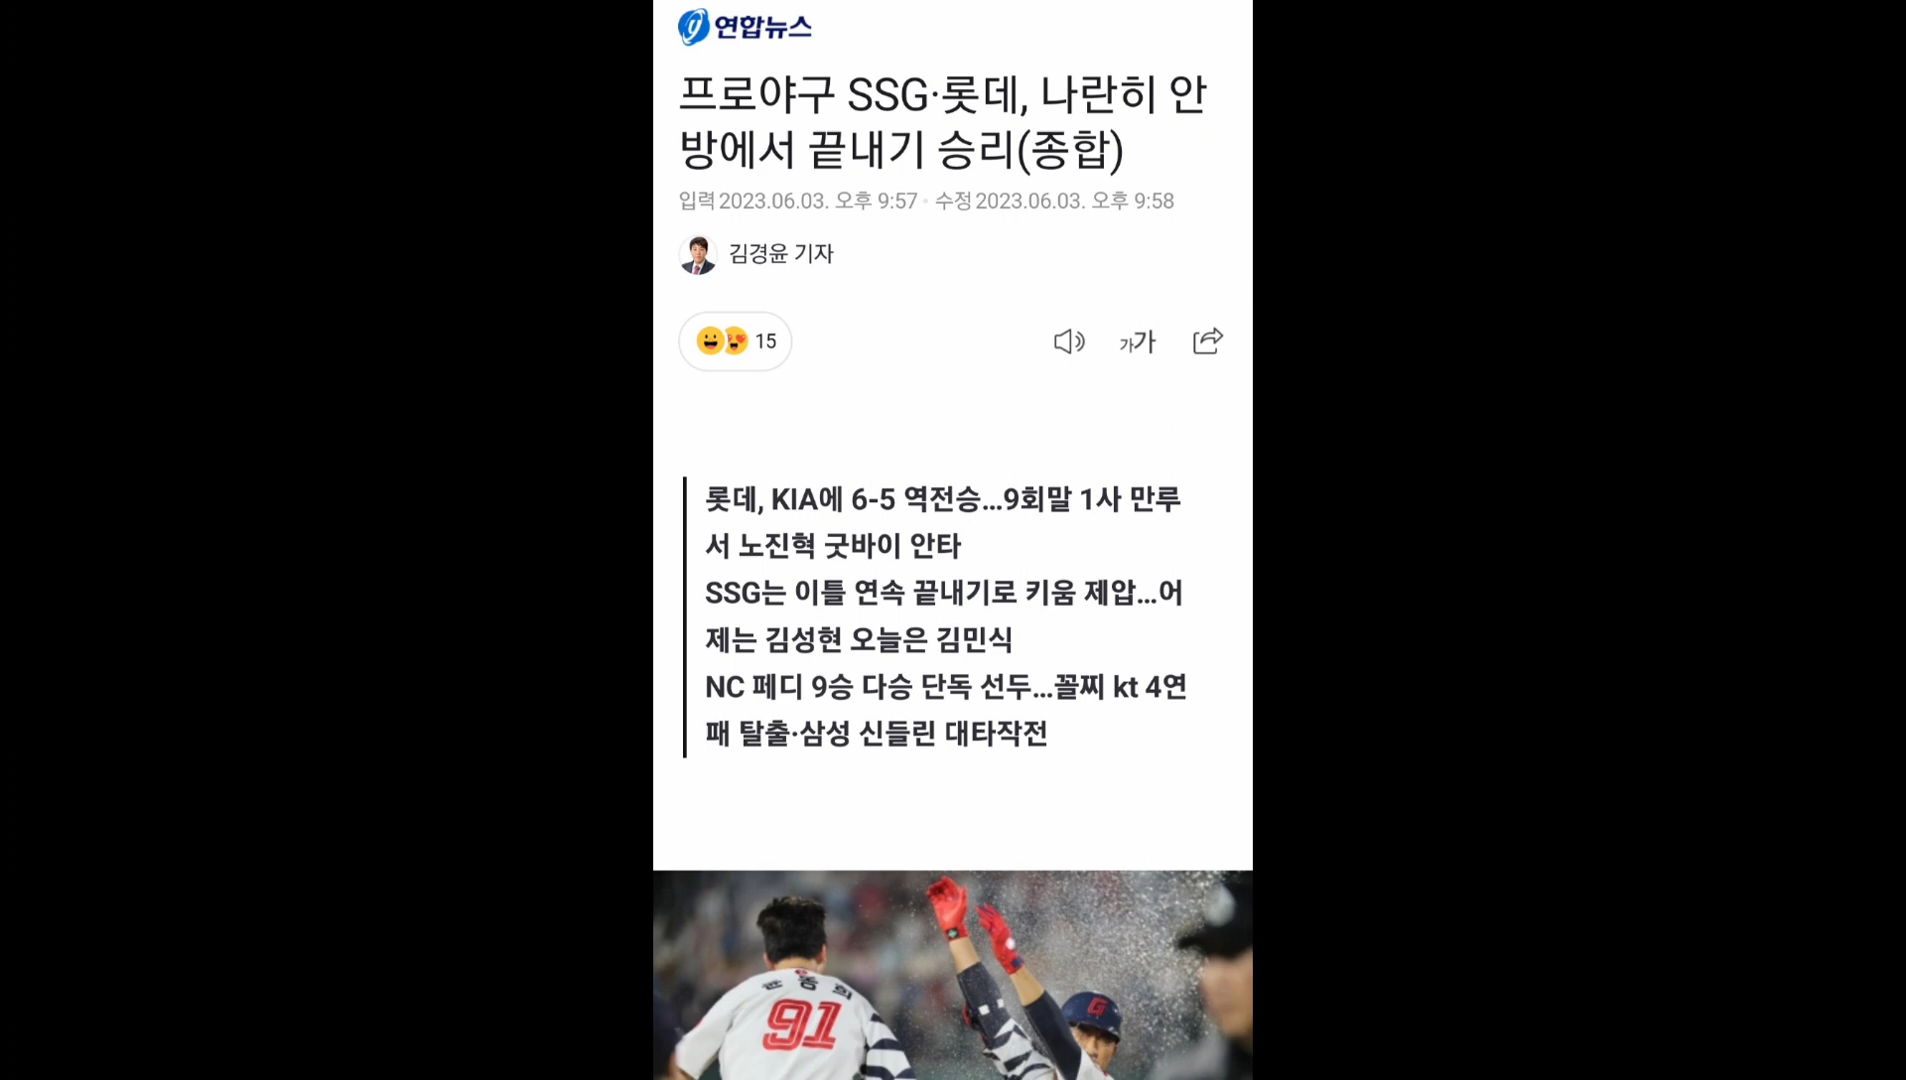 연합뉴스
프로야구 SSG·롯데, 나란히 안
방에서 끝내기 승리(종합)
입력 2023.06.03. 오후 9:57 · 수정 2023.06.03. 오후 9:58
김경윤 기자
15
가가
롯데, KIA에 6-5 역전승…9회말 1사 만루
서 노진혁 굿바이 안타
SSG는 이틀 연속 끝내기로 키움 제압…어
제는 김성현 오늘은 김민식
NC 페디 9승 다승 단독 선두…꼴찌 kt 4연
패 탈출·삼성 신들린 대타작전
윤동희
91
G